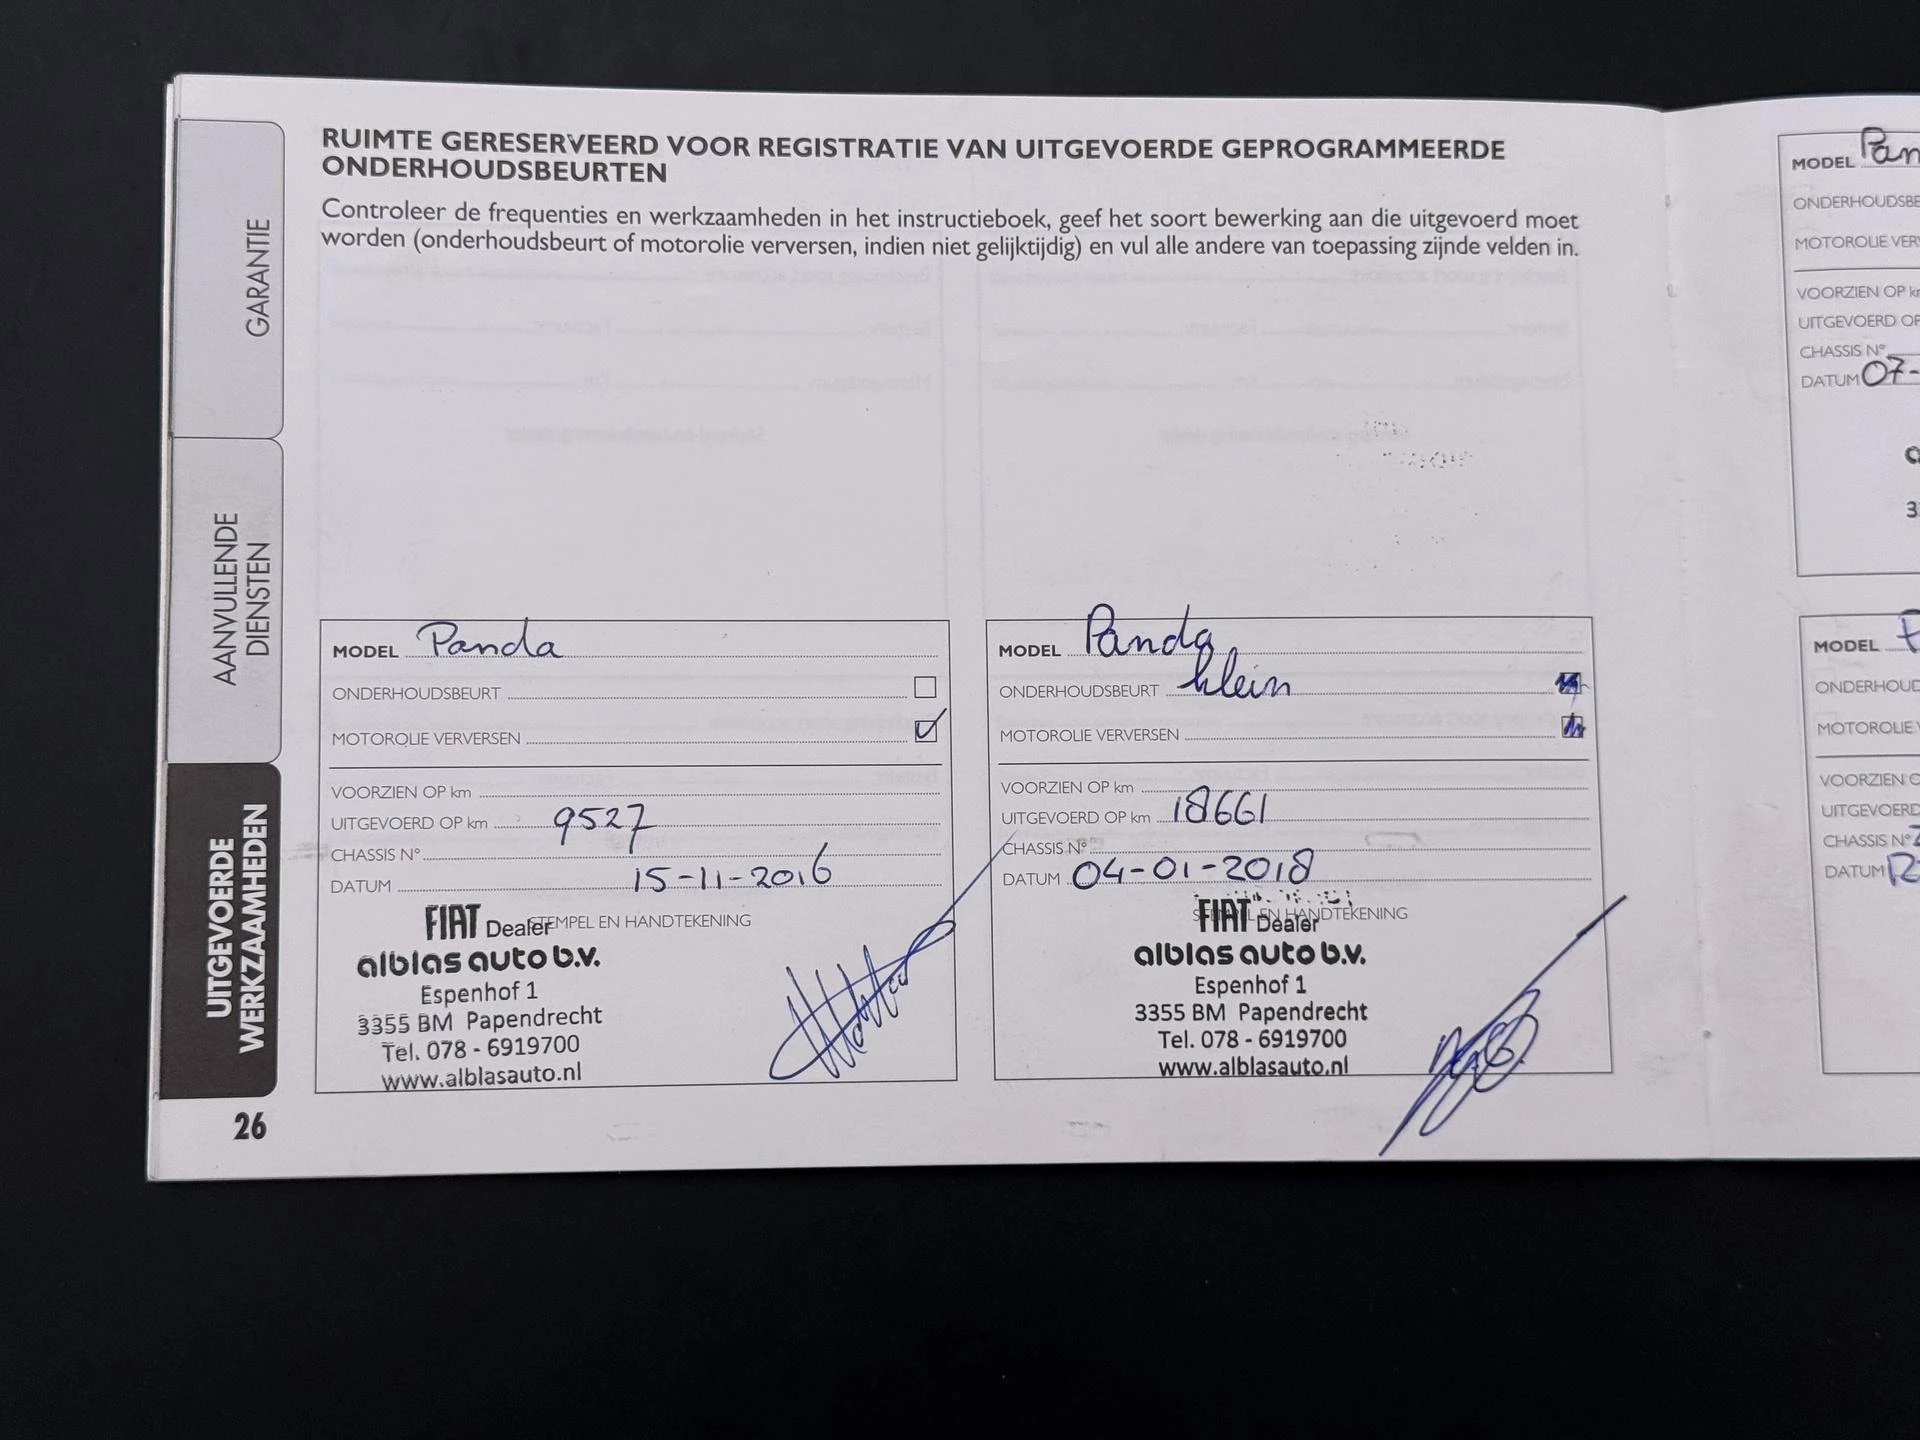 RUIMTE GERESERVEERD VOOR REGISTRATIE VAN UITGEVOERDE GEPROGRAMMEERDE
ONDERHOUDSBEURTEN
Controleer de frequenties en werkzaamheden in het instructieboek, geef het soort bewerking aan die uitgevoerd moet
worden (onderhoudsbeurt of motorolie verversen, indien niet gelijktijdig) en vul alle andere van toepassing zijnde velden in.
GARANTIE
AANVULLENDE
DIENSTEN
UITGEVOERDE
WERKZAAMHEDEN
26
MODEL Panda
ONDERHOUDSBEURT
MOTOROLIE VERVERSEN
VOORZIEN OP km
UITGEVOERD OP km 9527
CHASSIS N°
DATUM 15-11-2016
STEMPEL EN HANDTEKENING
FIAT Dealer
alblas auto b.v.
Espenhof 1
3355 BM Papendrecht
Tel. 078 - 6919700
www.alblasauto.nl
MODEL Panda
ONDERHOUDSBEURT klein
MOTOROLIE VERVERSEN
VOORZIEN OP km
UITGEVOERD OP km 18661
CHASSIS N°
DATUM 04-01-2018
STEMPEL EN HANDTEKENING
FIAT Dealer
alblas auto b.v.
Espenhof 1
3355 BM Papendrecht
Tel. 078 - 6919700
www.alblasauto.nl
MODEL Pan
ONDERHOUDSBE
MOTOROLIE VER
VOORZIEN OP k
UITGEVOERD OP
CHASSIS N°
DATUM 07-
3
MODEL
ONDERHOUD
MOTOROLIE V
VOORZIEN O
UITGEVOERD
CHASSIS N°
DATUM